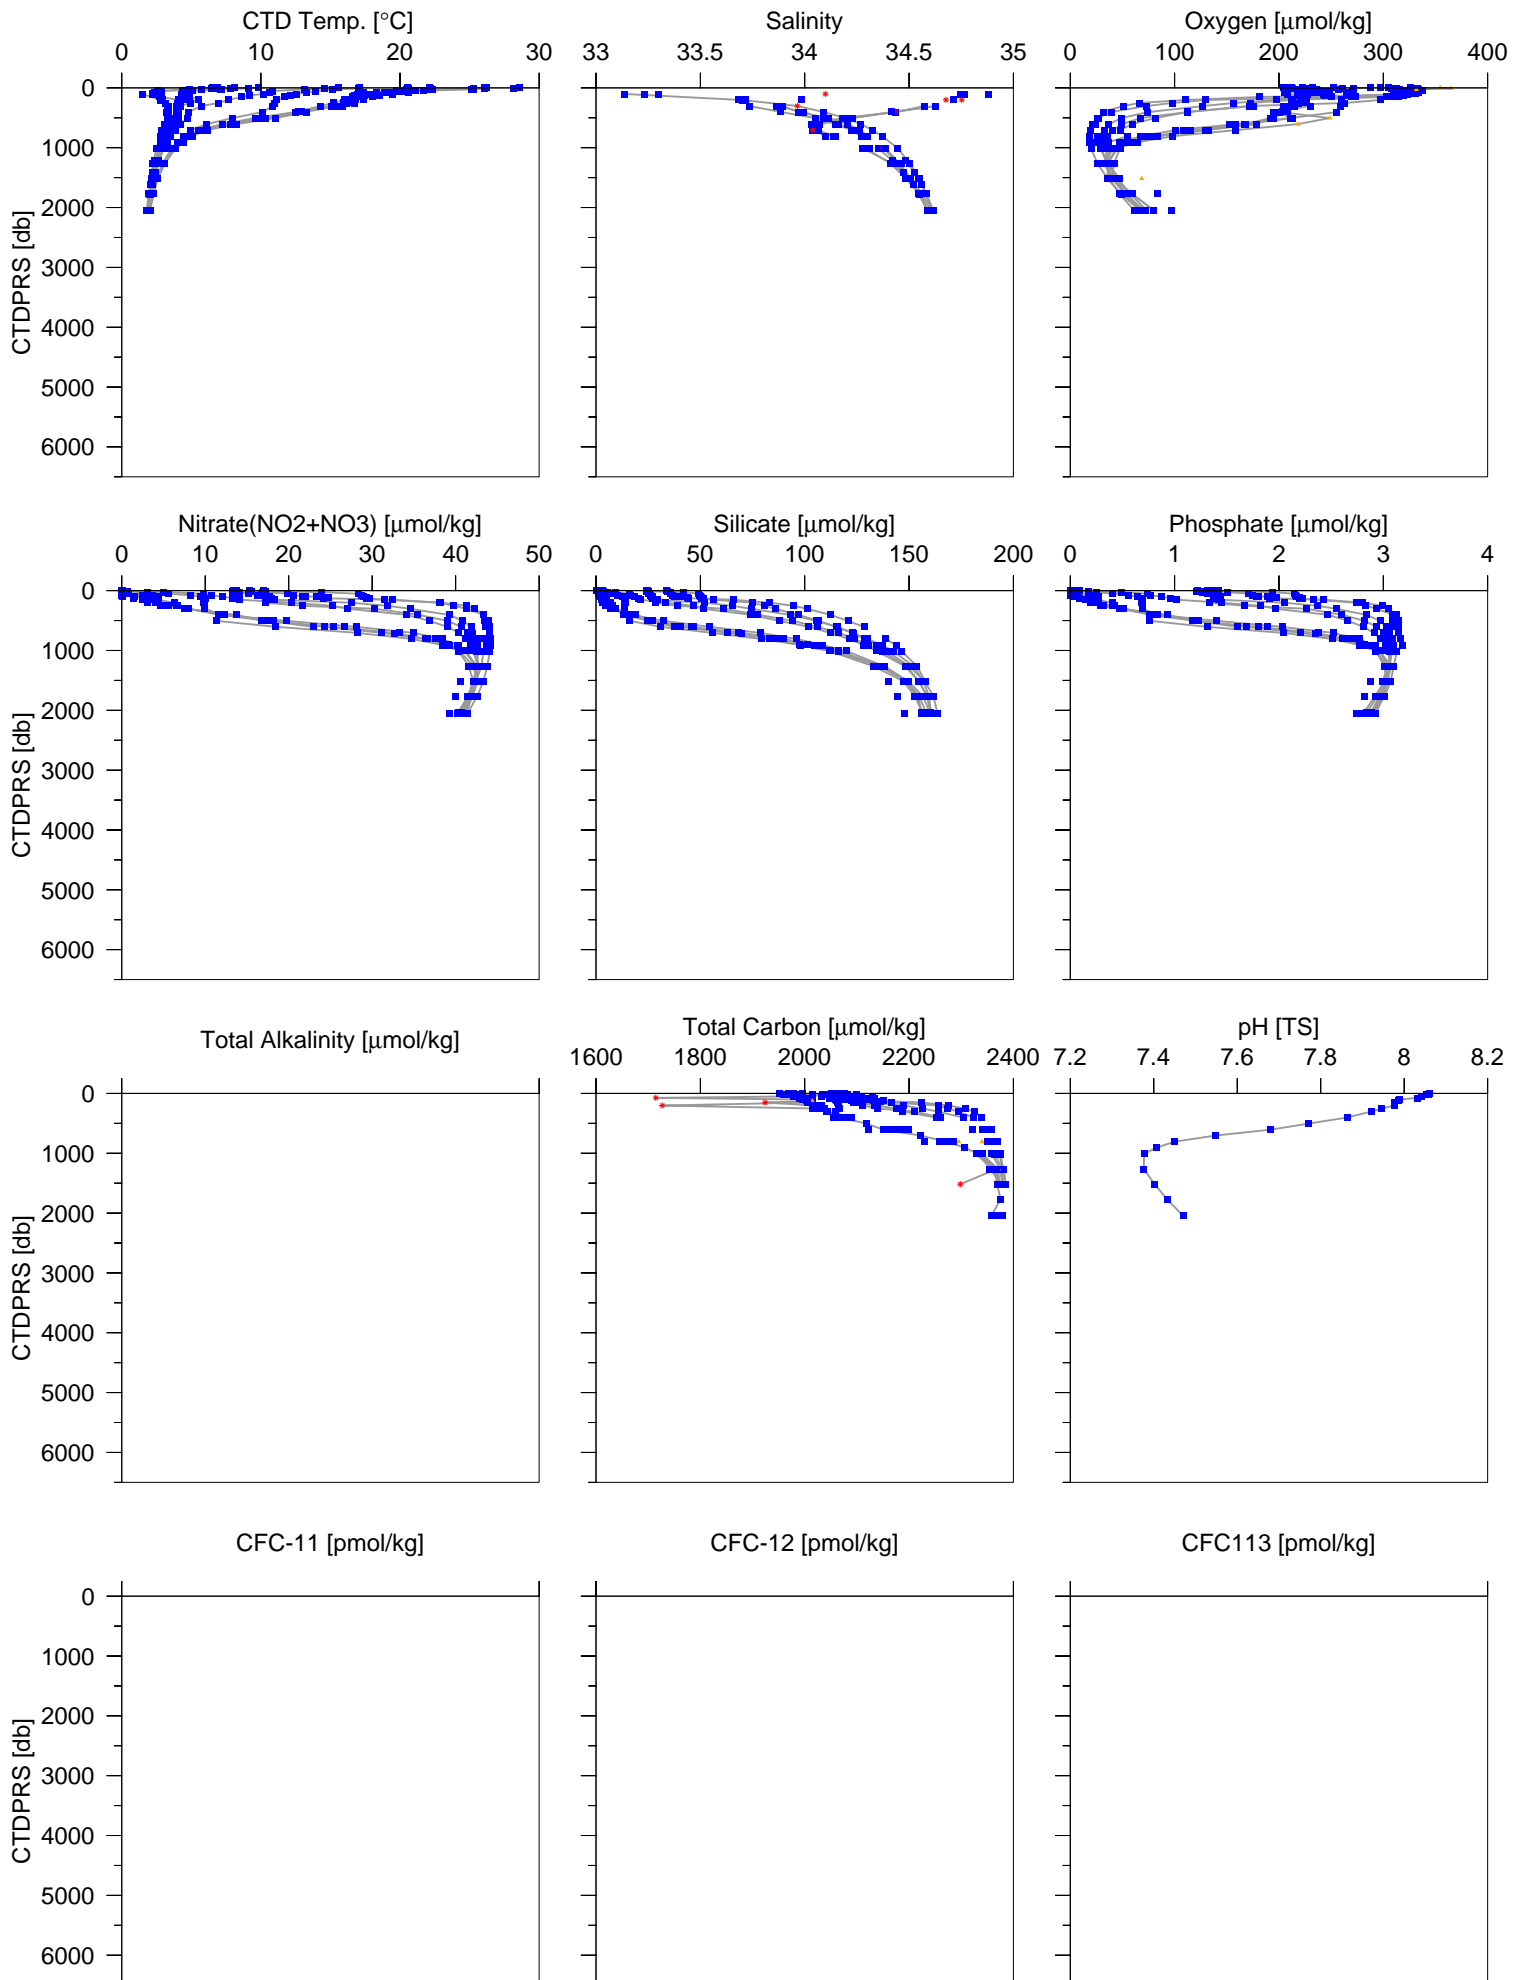 CTD Temp. [°C] Salinity Oxygen [μmol/kg]
0 10 20 30 33 33.5 34 34.5 35 0 100 200 300 400
0
1000
2000
3000
4000
5000
6000
CTDPRS [db]
Nitrate(NO2+NO3) [μmol/kg] Silicate [μmol/kg] Phosphate [μmol/kg]
0 10 20 30 40 50 0 50 100 150 200 0 1 2 3 4
0
1000
2000
3000
4000
5000
6000
CTDPRS [db]
Total Alkalinity [μmol/kg] Total Carbon [μmol/kg] pH [TS]
1600 1800 2000 2200 2400 7.2 7.4 7.6 7.8 8 8.2
0
1000
2000
3000
4000
5000
6000
CTDPRS [db]
CFC-11 [pmol/kg] CFC-12 [pmol/kg] CFC113 [pmol/kg]
0
1000
2000
3000
4000
5000
6000
CTDPRS [db]